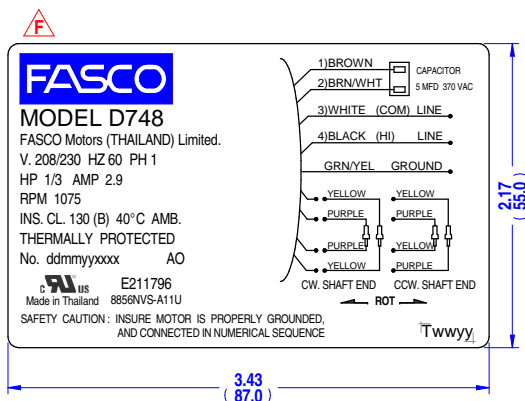 F
FASCO
MODEL D748
FASCO Motors (THAILAND) Limited.
V. 208/230 HZ 60 PH 1
HP 1/3 AMP 2.9
RPM 1075
INS. CL. 130 (B) 40°C AMB.
THERMALLY PROTECTED
No. ddmmyyxxxx AO
c RU US E211796
Made in Thailand 8856NVS-A11U
SAFETY CAUTION : INSURE MOTOR IS PROPERLY GROUNDED,
AND CONNECTED IN NUMERICAL SEQUENCE
1)BROWN
2)BRN/WHT
CAPACITOR
5 MFD 370 VAC
3)WHITE (COM) LINE
4)BLACK (HI) LINE
GRN/YEL GROUND
YELLOW YELLOW
PURPLE PURPLE
PURPLE YELLOW
YELLOW PURPLE
CW. SHAFT END CCW. SHAFT END
ROT
Twwyy
2.17
( 55.0 )
3.43
( 87.0 )